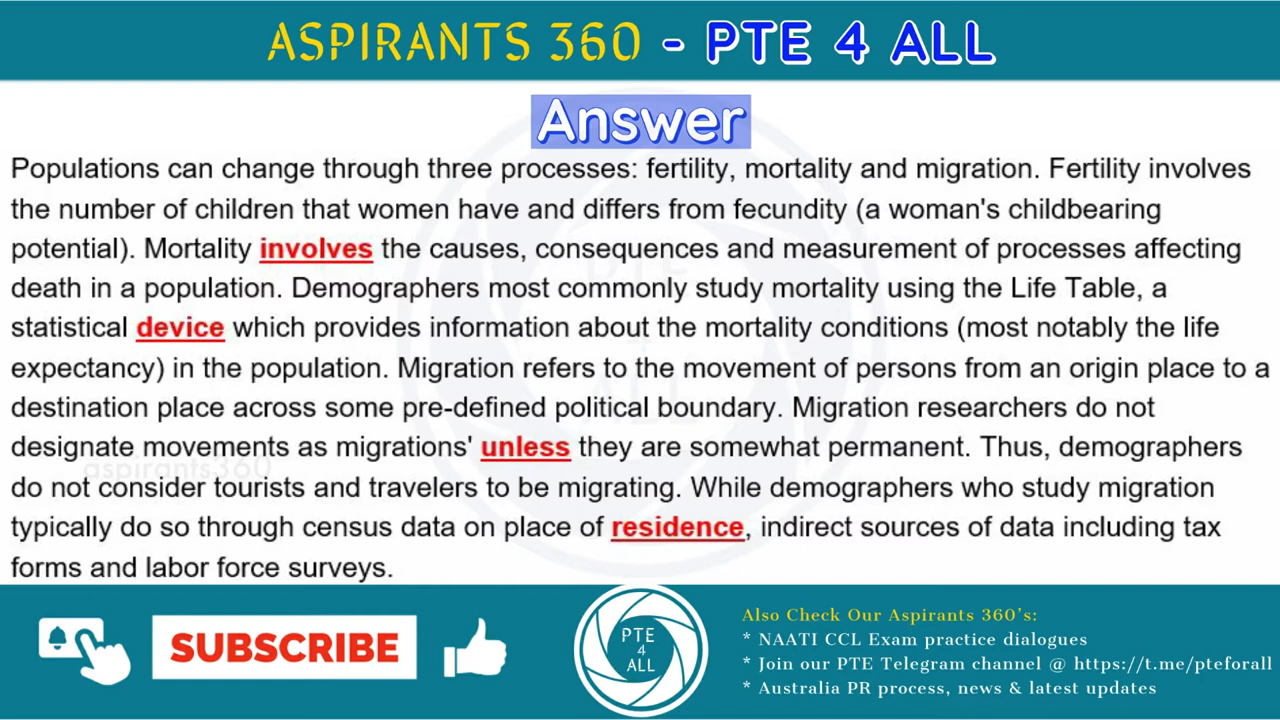 ASPIRANTS 360 - PTE 4 ALL
Answer
Populations can change through three processes: fertility, mortality and migration. Fertility involves
the number of children that women have and differs from fecundity (a woman's childbearing
potential). Mortality involves the causes, consequences and measurement of processes affecting
death in a population. Demographers most commonly study mortality using the Life Table, a
statistical device which provides information about the mortality conditions (most notably the life
expectancy) in the population. Migration refers to the movement of persons from an origin place to a
destination place across some pre-defined political boundary. Migration researchers do not
designate movements as migrations' unless they are somewhat permanent. Thus, demographers
aspirants360
do not consider tourists and travelers to be migrating. While demographers who study migration
typically do so through census data on place of residence, indirect sources of data including tax
forms and labor force surveys.
SUBSCRIBE
PTE
4
ALL
Also Check Our Aspirants 360's:
* NAATI CCL Exam practice dialogues
* Join our PTE Telegram channel @ https://t.me/pteforall
* Australia PR process, news & latest updates